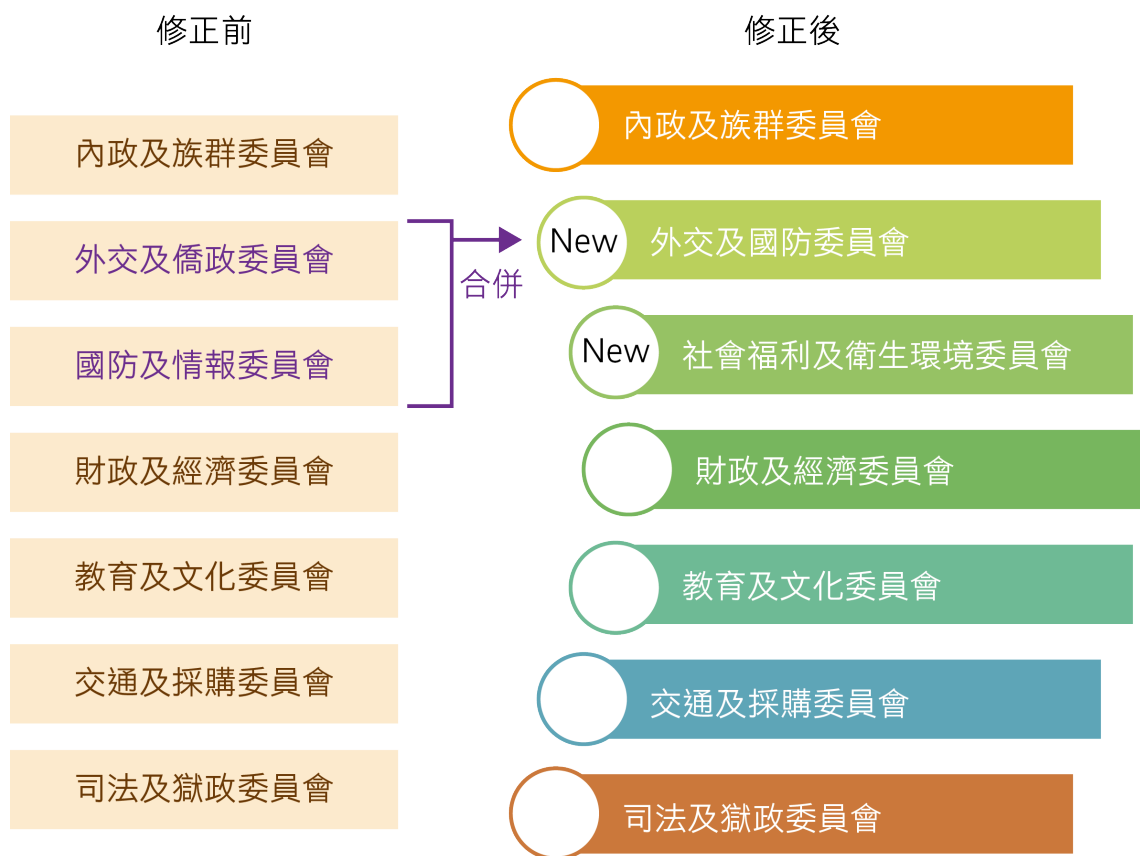 修正前
內政及族群委員會
外交及僑政委員會
國防及情報委員會
合併
財政及經濟委員會
教育及文化委員會
交通及採購委員會
司法及獄政委員會
修正後
內政及族群委員會
New 外交及國防委員會
New 社會福利及衛生環境委員會
財政及經濟委員會
教育及文化委員會
交通及採購委員會
司法及獄政委員會